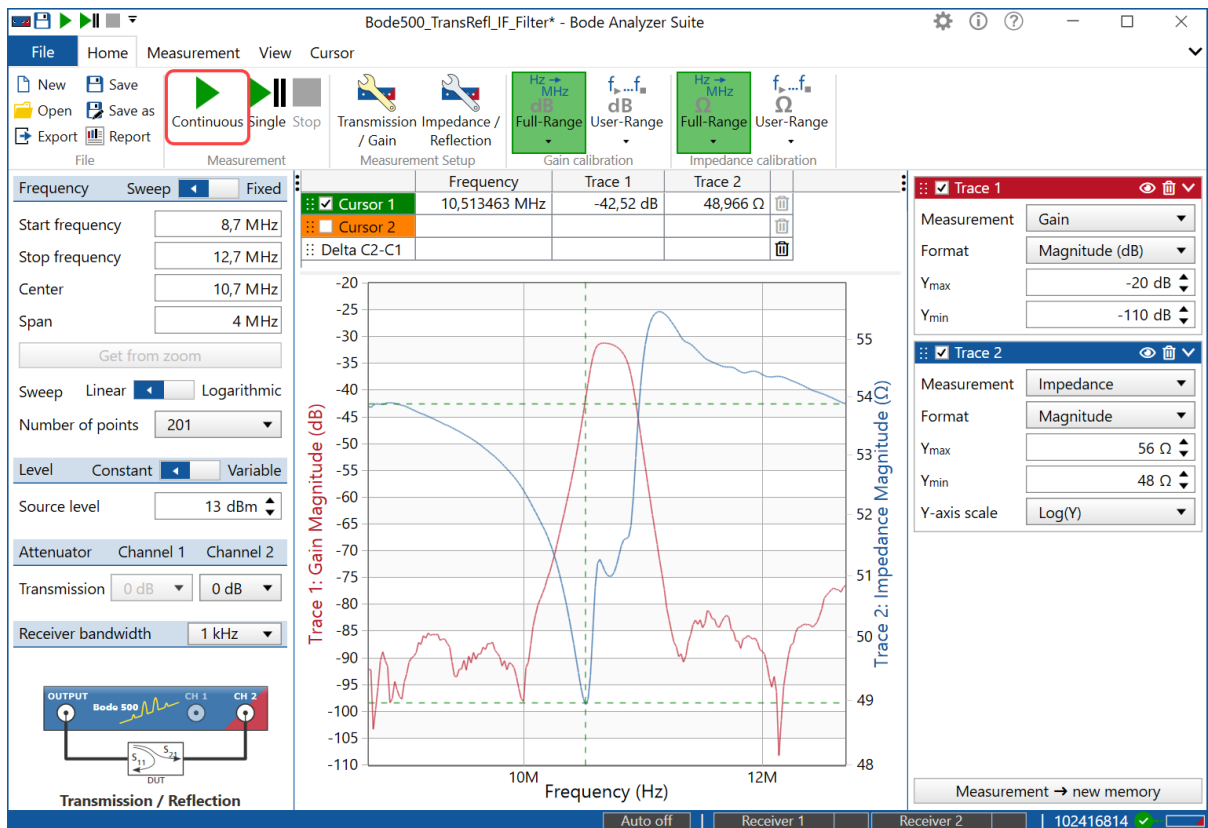 Bode500_TransRefl_IF_Filter* - Bode Analyzer Suite
File Home Measurement View Cursor
New Save
Open Save as
Export Report
File
Continuous Single Stop
Measurement
Transmission / Gain
Impedance / Reflection
Measurement Setup
Hz → MHz
dB
Full-Range
f▸...f■
dB
User-Range
Gain calibration
Hz → MHz
Ω
Full-Range
f▸...f■
Ω
User-Range
Impedance calibration
Frequency Sweep Fixed
Start frequency 8,7 MHz
Stop frequency 12,7 MHz
Center 10,7 MHz
Span 4 MHz
Get from zoom
Sweep Linear Logarithmic
Number of points 201
Level Constant Variable
Source level 13 dBm
Attenuator Channel 1 Channel 2
Transmission 0 dB 0 dB
Receiver bandwidth 1 kHz
OUTPUT CH 1 CH 2
Bode 500
S11 S21
DUT
Transmission / Reflection
Frequency Trace 1 Trace 2
Cursor 1 10,513463 MHz -42,52 dB 48,966 Ω
Cursor 2
Delta C2-C1
Trace 1: Gain Magnitude (dB)
-20
-25
-30
-35
-40
-45
-50
-55
-60
-65
-70
-75
-80
-85
-90
-95
-100
-105
-110
10M 12M
Frequency (Hz)
55
54
53
52
51
50
49
48
Trace 2: Impedance Magnitude (Ω)
Trace 1
Measurement Gain
Format Magnitude (dB)
Ymax -20 dB
Ymin -110 dB
Trace 2
Measurement Impedance
Format Magnitude
Ymax 56 Ω
Ymin 48 Ω
Y-axis scale Log(Y)
Measurement → new memory
Auto off Receiver 1 Receiver 2 102416814